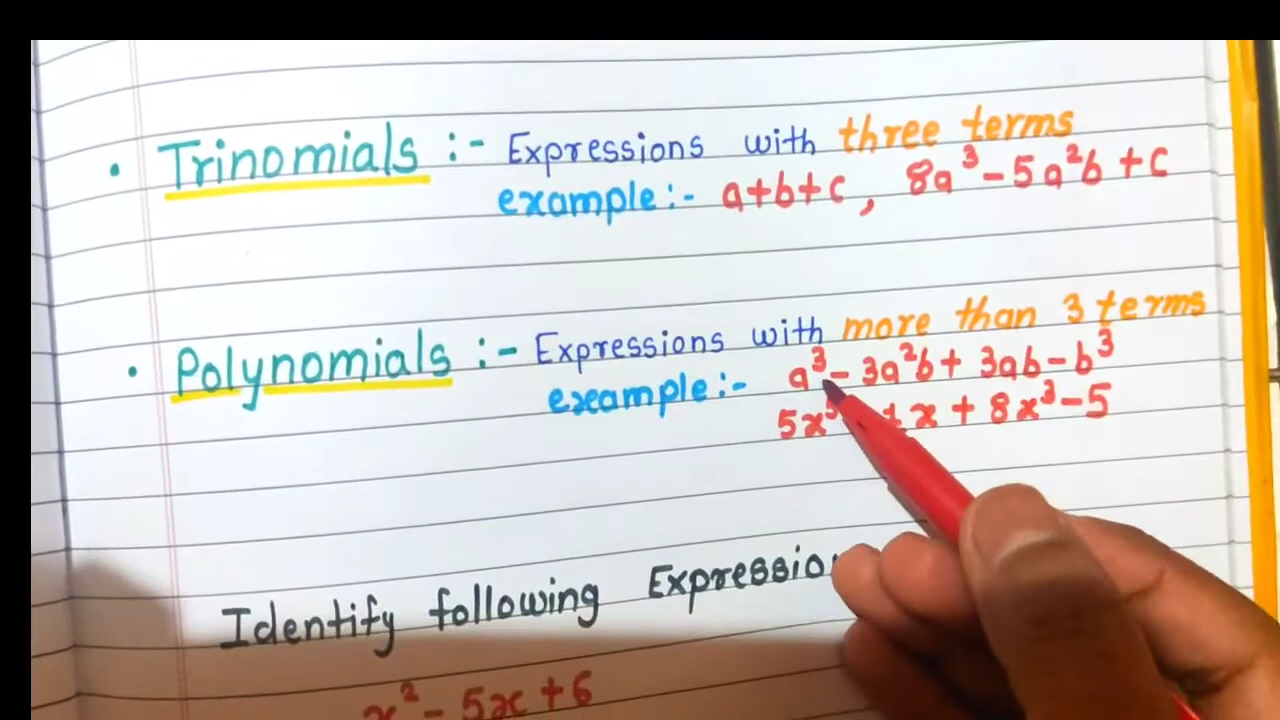 • Trinomials :- Expressions with three terms
example:- a+b+c, 8a³-5a²b+c
• Polynomials :- Expressions with more than 3 terms
example:- a³-3a²b+3ab-b³
5x³ + x + 8x³-5
Identify following
x²-5x+6